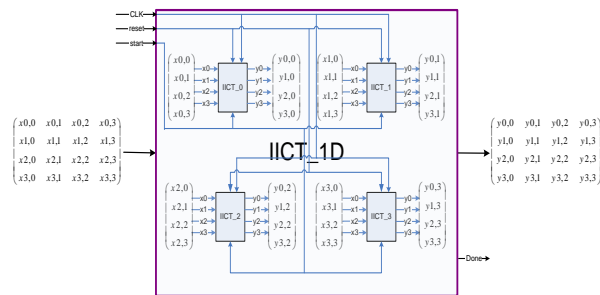 CLK
reset
start
x0,0 x0 y0 y0,0 x1,0 x0 y0 y0,1
x0,1 x1 y1 y1,0 x1,1 x1 y1 y1,1
IICT_0 IICT_1
x0,2 x2 y2 y2,0 x1,2 x2 y2 y2,1
x0,3 x3 y3 y3,0 x1,3 x3 y3 y3,1
x0,0 x0,1 x0,2 x0,3
x1,0 x1,1 x1,2 x1,3
x2,0 x2,1 x2,2 x2,3
x3,0 x3,2 x3,2 x3,3
IICT_1D
y0,0 y0,1 y0,2 y0,3
y1,0 y1,1 y1,2 y1,3
y2,0 y2,1 y2,2 y2,3
y3,0 y3,1 y3,2 y3,3
x2,0 x0 y0 y0,2 x3,0 x0 y0 y0,3
x2,1 x1 y1 y1,2 x3,1 x1 y1 y1,3
IICT_2 IICT_3
x2,2 x2 y2 y2,2 x3,2 x2 y2 y2,3
x2,3 x3 y3 y3,2 x3,3 x3 y3 y3,3
Done